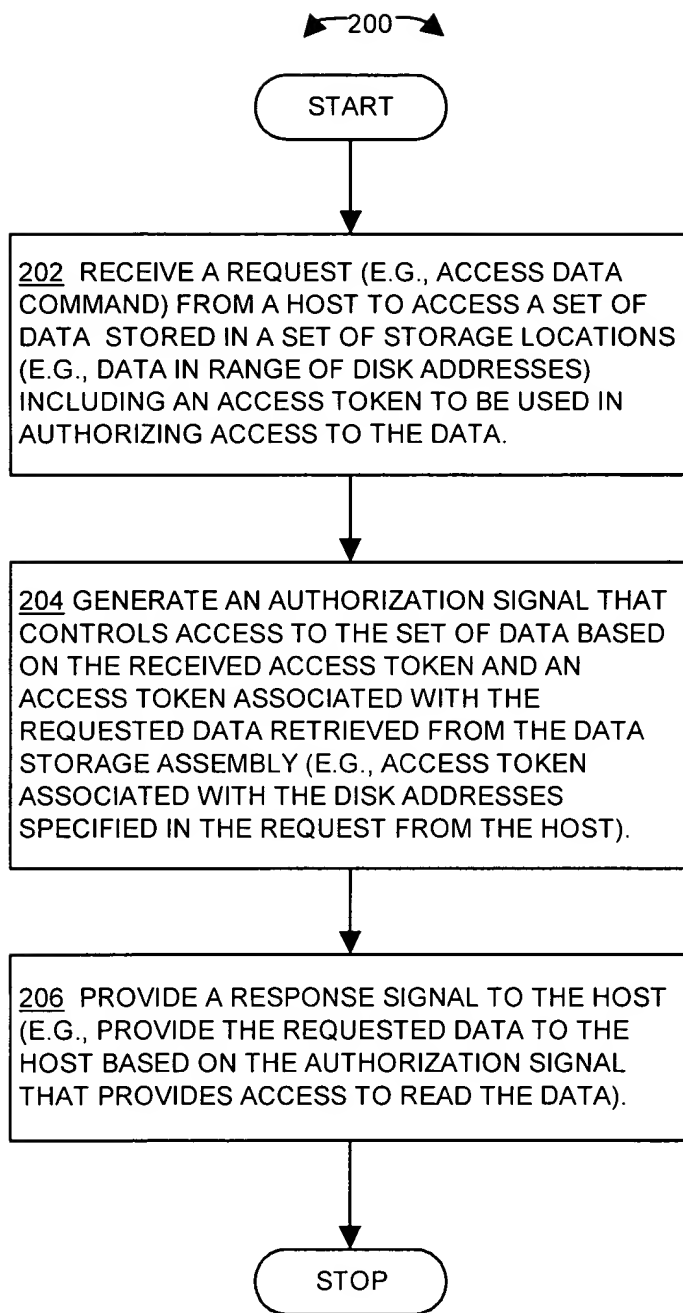 200
START
202 RECEIVE A REQUEST (E.G., ACCESS DATA
COMMAND) FROM A HOST TO ACCESS A SET OF
DATA STORED IN A SET OF STORAGE LOCATIONS
(E.G., DATA IN RANGE OF DISK ADDRESSES)
INCLUDING AN ACCESS TOKEN TO BE USED IN
AUTHORIZING ACCESS TO THE DATA.
204 GENERATE AN AUTHORIZATION SIGNAL THAT
CONTROLS ACCESS TO THE SET OF DATA BASED
ON THE RECEIVED ACCESS TOKEN AND AN
ACCESS TOKEN ASSOCIATED WITH THE
REQUESTED DATA RETRIEVED FROM THE DATA
STORAGE ASSEMBLY (E.G., ACCESS TOKEN
ASSOCIATED WITH THE DISK ADDRESSES
SPECIFIED IN THE REQUEST FROM THE HOST).
206 PROVIDE A RESPONSE SIGNAL TO THE HOST
(E.G., PROVIDE THE REQUESTED DATA TO THE
HOST BASED ON THE AUTHORIZATION SIGNAL
THAT PROVIDES ACCESS TO READ THE DATA).
STOP